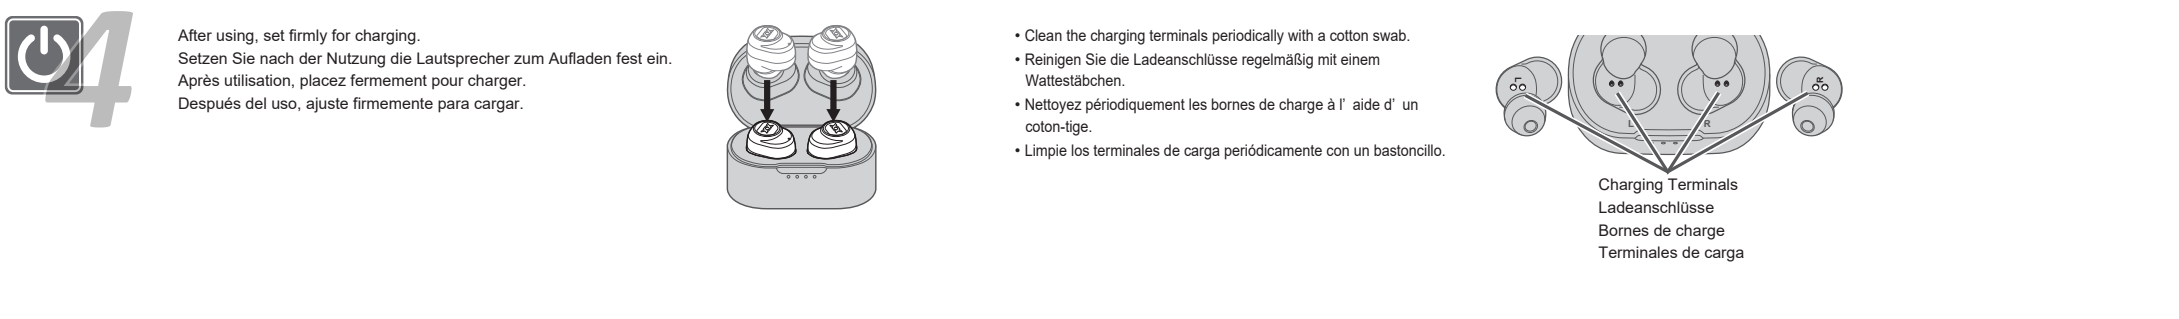 4
After using, set firmly for charging.
Setzen Sie nach der Nutzung die Lautsprecher zum Aufladen fest ein.
Après utilisation, placez fermement pour charger.
Después del uso, ajuste firmemente para cargar.
• Clean the charging terminals periodically with a cotton swab.
• Reinigen Sie die Ladeanschlüsse regelmäßig mit einem
Wattestäbchen.
• Nettoyez périodiquement les bornes de charge à l’ aide d’ un
coton-tige.
• Limpie los terminales de carga periódicamente con un bastoncillo.
L
R
L
R
Charging Terminals
Ladeanschlüsse
Bornes de charge
Terminales de carga